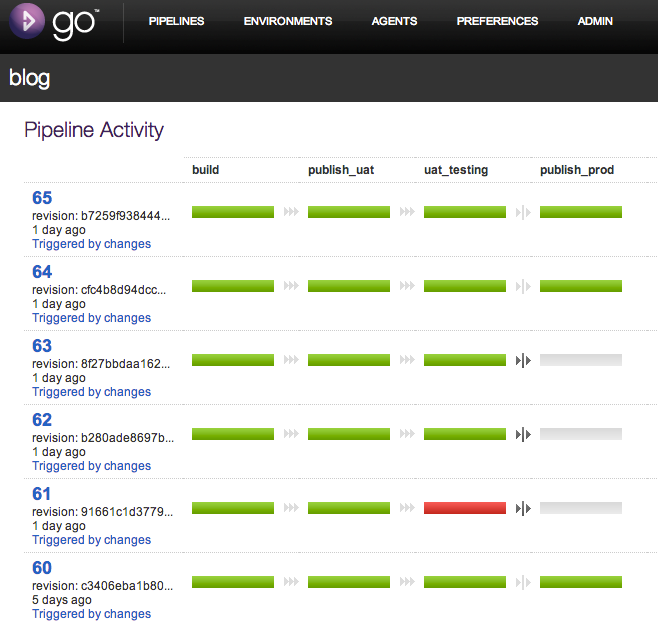 go™
PIPELINES ENVIRONMENTS AGENTS PREFERENCES ADMIN
blog
Pipeline Activity
build publish_uat uat_testing publish_prod
65
revision: b7259f938444...
1 day ago
Triggered by changes
64
revision: cfc4b8d94dcc...
1 day ago
Triggered by changes
63
revision: 8f27bbdaa162...
1 day ago
Triggered by changes
62
revision: b280ade8697b...
1 day ago
Triggered by changes
61
revision: 91661c1d3779...
1 day ago
Triggered by changes
60
revision: c3406eba1b80...
5 days ago
Triggered by changes